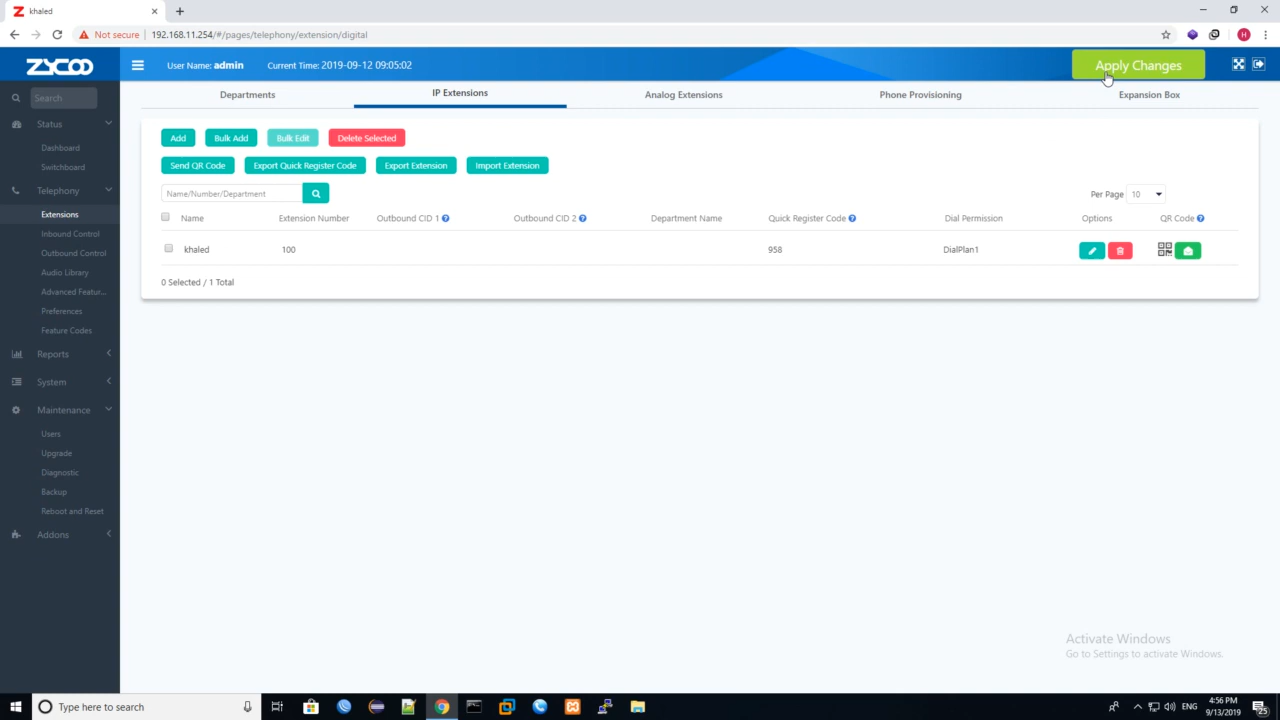 khaled
Not secure
192.168.11.254/#/pages/telephony/extension/digital
H
ZYCOO
User Name: admin
Current Time: 2019-09-12 09:05:02
Apply Changes
Search
Status
Dashboard
Switchboard
Telephony
Extensions
Inbound Control
Outbound Control
Audio Library
Advanced Featur...
Preferences
Feature Codes
Reports
System
Maintenance
Users
Upgrade
Diagnostic
Backup
Reboot and Reset
Addons
Departments
IP Extensions
Analog Extensions
Phone Provisioning
Expansion Box
Add
Bulk Add
Bulk Edit
Delete Selected
Send QR Code
Export Quick Register Code
Export Extension
Import Extension
Name/Number/Department
Per Page 10
Name Extension Number Outbound CID 1 Outbound CID 2 Department Name Quick Register Code Dial Permission Options QR Code
khaled 100 958 DialPlan1
0 Selected / 1 Total
Activate Windows
Go to Settings to activate Windows.
Type here to search
ENG
4:56 PM
9/13/2019
25